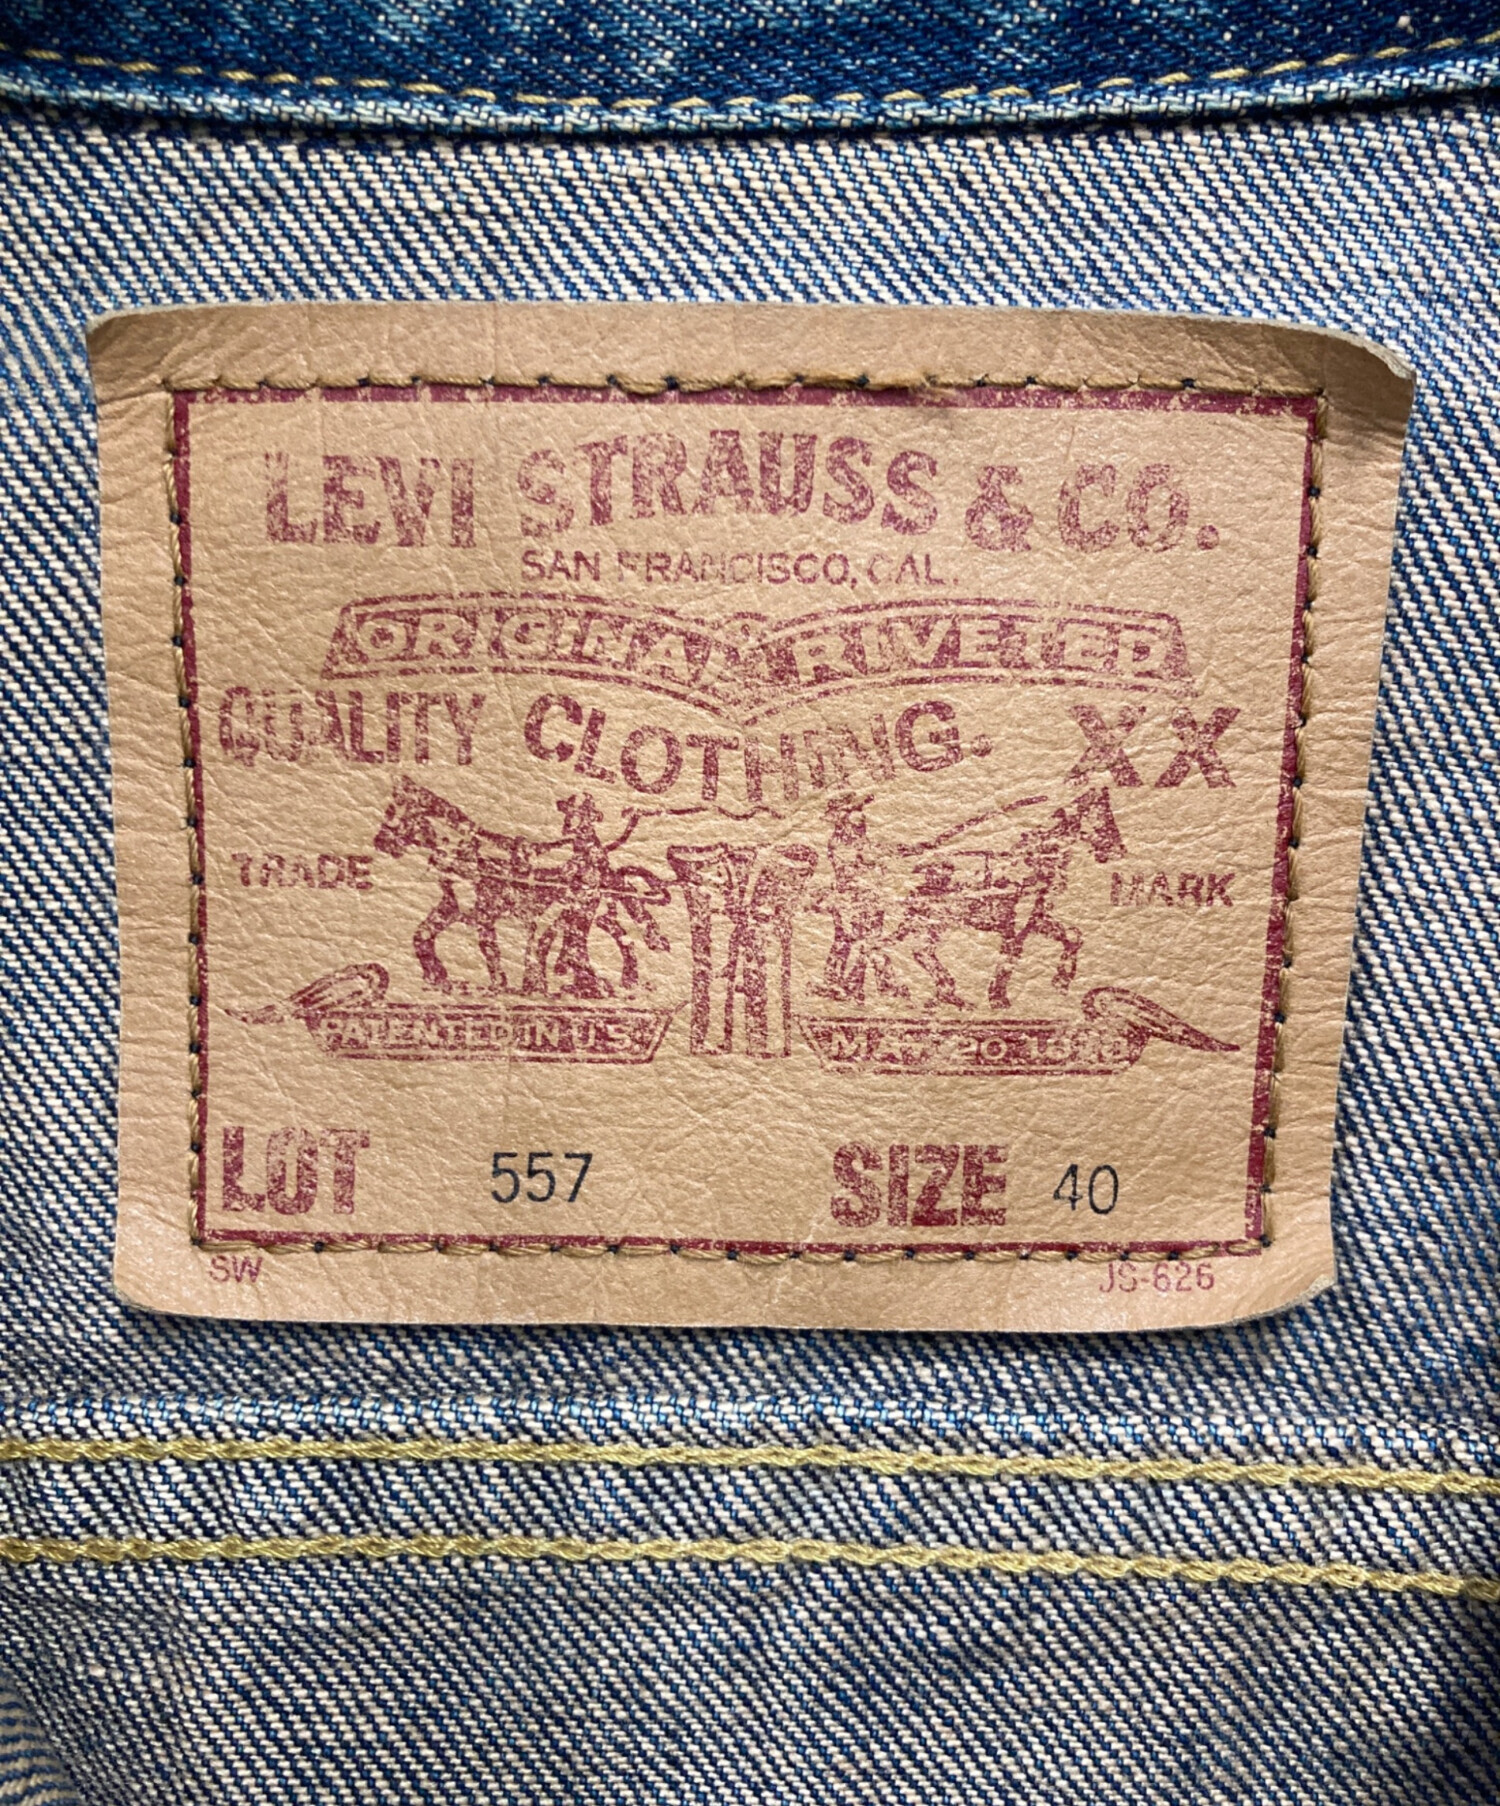 LEVI STRAUSS & CO.
SAN FRANCISCO, CAL.
ORIGINAL RIVETED
QUALITY CLOTHING. XX
TRADE MARK
PATENTED IN U.S. MAY 20 1873
LOT 557 SIZE 40
SW JS-626